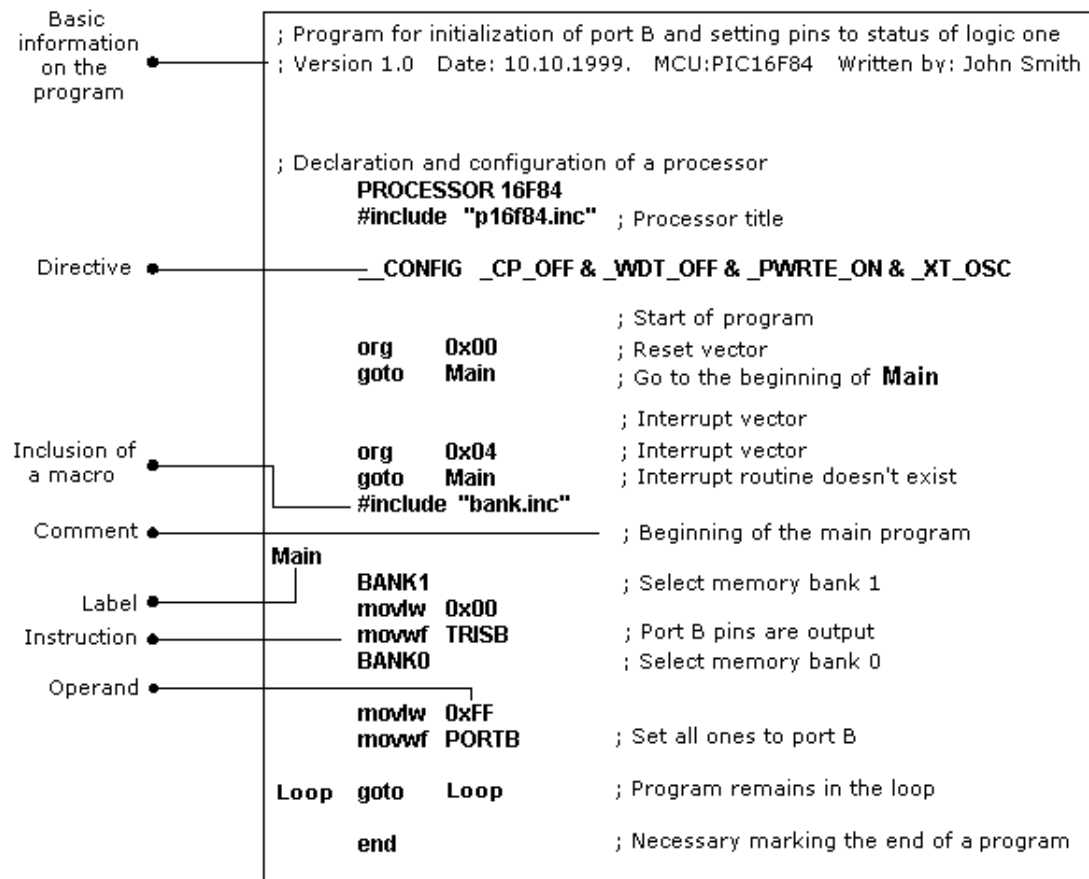 Basic
information
on the
program
; Program for initialization of port B and setting pins to status of logic one
; Version 1.0 Date: 10.10.1999. MCU:PIC16F84 Written by: John Smith
; Declaration and configuration of a processor
PROCESSOR 16F84
#include "p16f84.inc" ; Processor title
Directive
__CONFIG _CP_OFF & _WDT_OFF & _PWRTE_ON & _XT_OSC
; Start of program
org 0x00 ; Reset vector
goto Main ; Go to the beginning of Main
; Interrupt vector
Inclusion of
a macro
org 0x04 ; Interrupt vector
goto Main ; Interrupt routine doesn't exist
#include "bank.inc"
Comment
; Beginning of the main program
Main
BANK1 ; Select memory bank 1
Label
movlw 0x00
Instruction
movwf TRISB ; Port B pins are output
BANK0 ; Select memory bank 0
Operand
movlw 0xFF
movwf PORTB ; Set all ones to port B
Loop goto Loop ; Program remains in the loop
end ; Necessary marking the end of a program